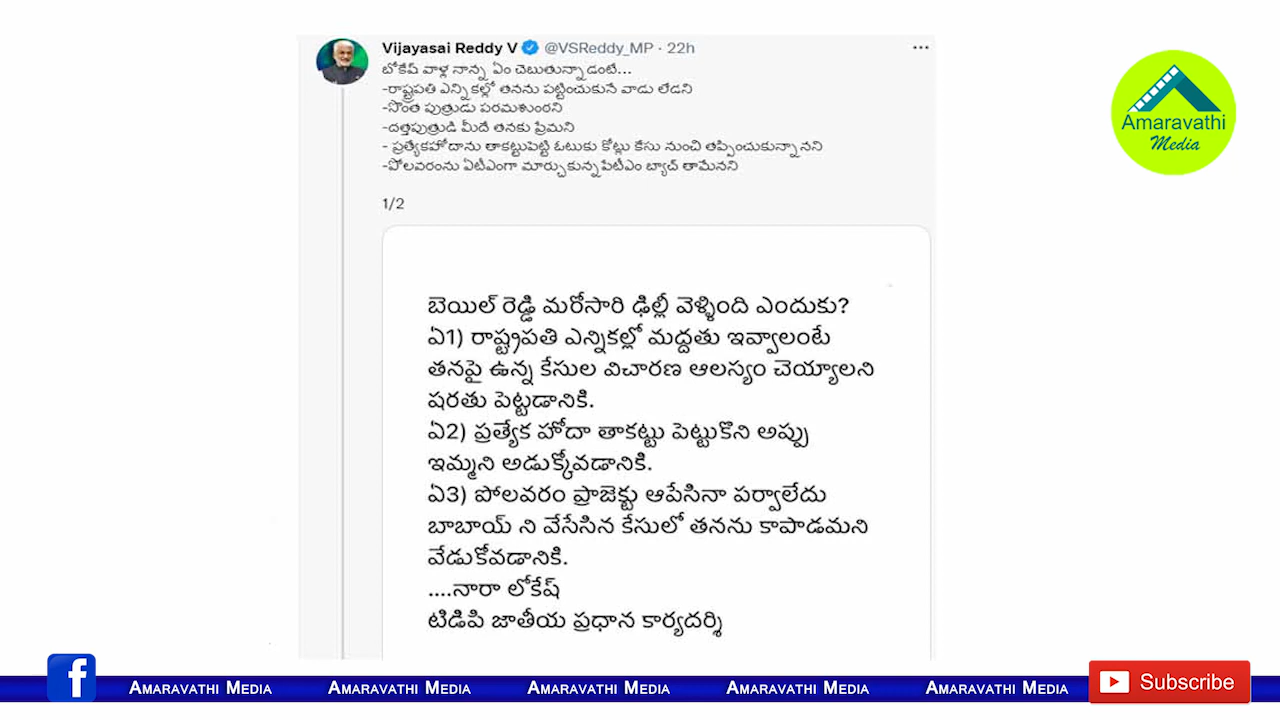 Vijayasai Reddy V @VSReddy_MP · 22h
టోకేష్ వాళ్ల నాన్న ఏం చెబుతున్నాడంటే...
-రాష్ట్రపతి ఎన్నికల్లో తనను పట్టించుకునే వాడు లేడని
-సొంత పుత్రుడు పరమశుంఠని
-దత్తపుత్రుడి మీదే తనకు ప్రేమని
- ప్రత్యేకహోదాను తాకట్టుపెట్టి ఓటుకు కోట్లు కేసు నుంచి తప్పించుకున్నానని
-పోలవరంను ఏటీఎంగా మార్చుకున్నపేటీఎం బ్యాచ్ తామేనని
1/2
బెయిల్ రెడ్డి మరోసారి ఢిల్లీ వెళ్ళింది ఎందుకు?
ఏ1) రాష్ట్రపతి ఎన్నికల్లో మద్దతు ఇవ్వాలంటే
తనపై ఉన్న కేసుల విచారణ ఆలస్యం చెయ్యాలని
షరతు పెట్టడానికి.
ఏ2) ప్రత్యేక హోదా తాకట్టు పెట్టుకొని అప్పు
ఇమ్మని అడుక్కోవడానికి.
ఏ3) పోలవరం ప్రాజెక్టు ఆపేసినా పర్వాలేదు
బాబాయ్ ని వేసేసిన కేసులో తనను కాపాడమని
వేడుకోవడానికి.
....నారా లోకేష్
టిడిపి జాతీయ ప్రధాన కార్యదర్శి
Amaravathi
Media
f
Amaravathi Media Amaravathi Media Amaravathi Media Amaravathi Media Amaravathi Media
Subscribe